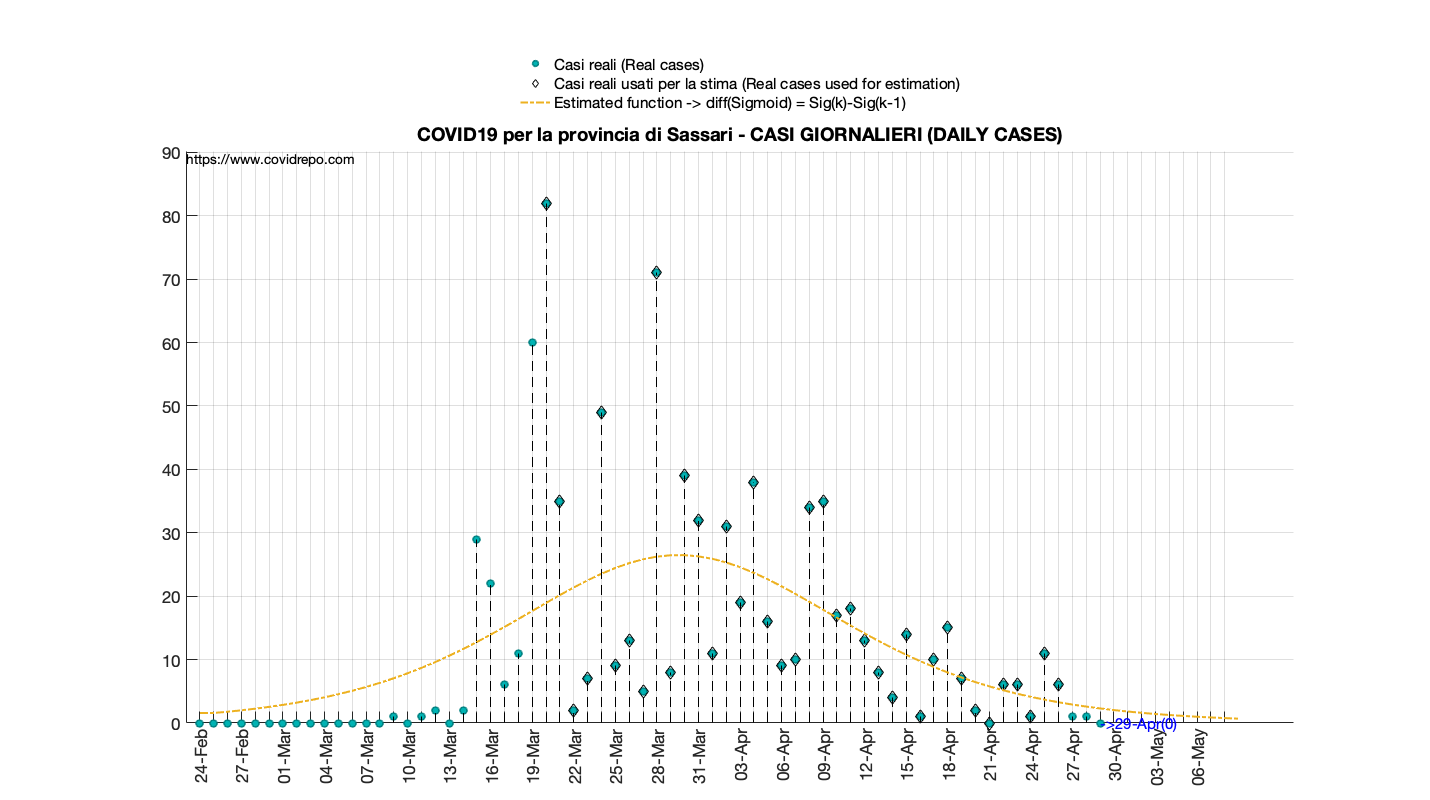 Casi reali (Real cases)
Casi reali usati per la stima (Real cases used for estimation)
Estimated function -> diff(Sigmoid) = Sig(k)-Sig(k-1)
COVID19 per la provincia di Sassari - CASI GIORNALIERI (DAILY CASES)
https://www.covidrepo.com
90
80
70
60
50
40
30
20
10
0
->29-Apr(0)
24-Feb
27-Feb
01-Mar
04-Mar
07-Mar
10-Mar
13-Mar
16-Mar
19-Mar
22-Mar
25-Mar
28-Mar
31-Mar
03-Apr
06-Apr
09-Apr
12-Apr
15-Apr
18-Apr
21-Apr
24-Apr
27-Apr
30-Apr
03-May
06-May